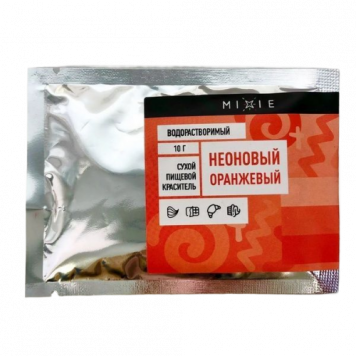 MIXIE
ВОДОРАСТВОРИМЫЙ
10 Г
СУХОЙ
ПИЩЕВОЙ
КРАСИТЕЛЬ
НЕОНОВЫЙ
ОРАНЖЕВЫЙ